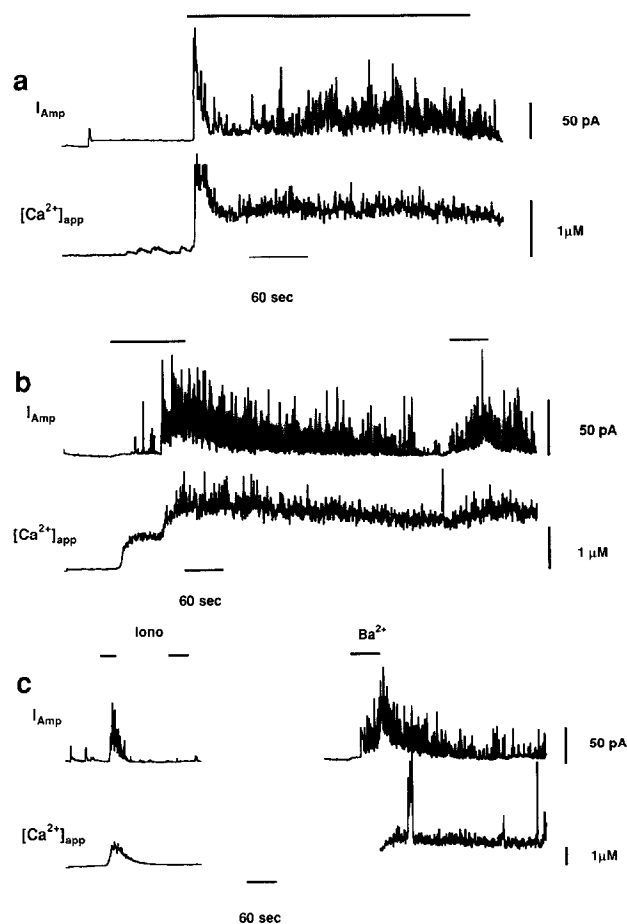 a
I_Amp
50 pA
[Ca²⁺]app
1µM
60 sec
b
I_Amp
50 pA
[Ca²⁺]app
1 µM
60 sec
Iono
Ba²⁺
c
I_Amp
50 pA
[Ca²⁺]app
1µM
60 sec